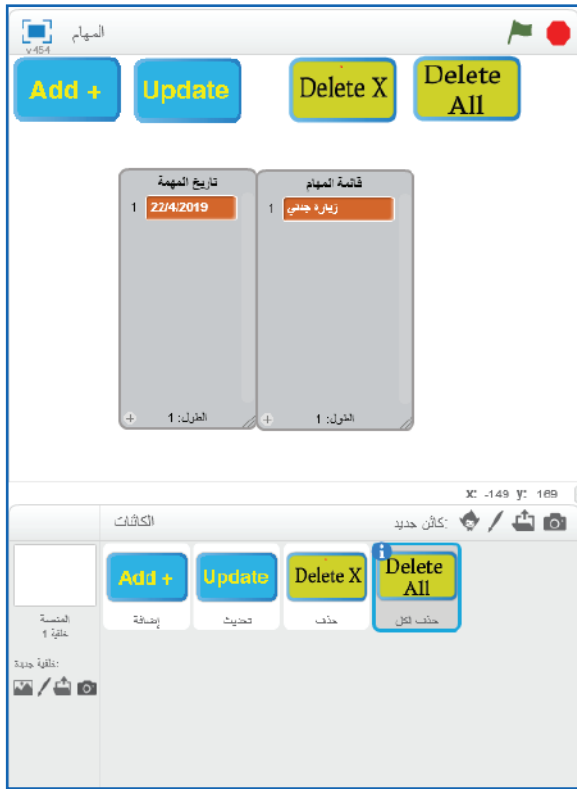 المهام
v454
Add +
Update
Delete X
Delete All
تاريخ المهمة
1 22/4/2019
الطول: 1
قائمة المهام
1 زيارة جدتي
الطول: 1
x: -149 y: 169
الكائنات
كائن جديد:
Add +
Update
Delete X
Delete All
إضافة
تحديث
حذف
حذف لكل
المنصة
خلفية 1
خلفية جديدة: